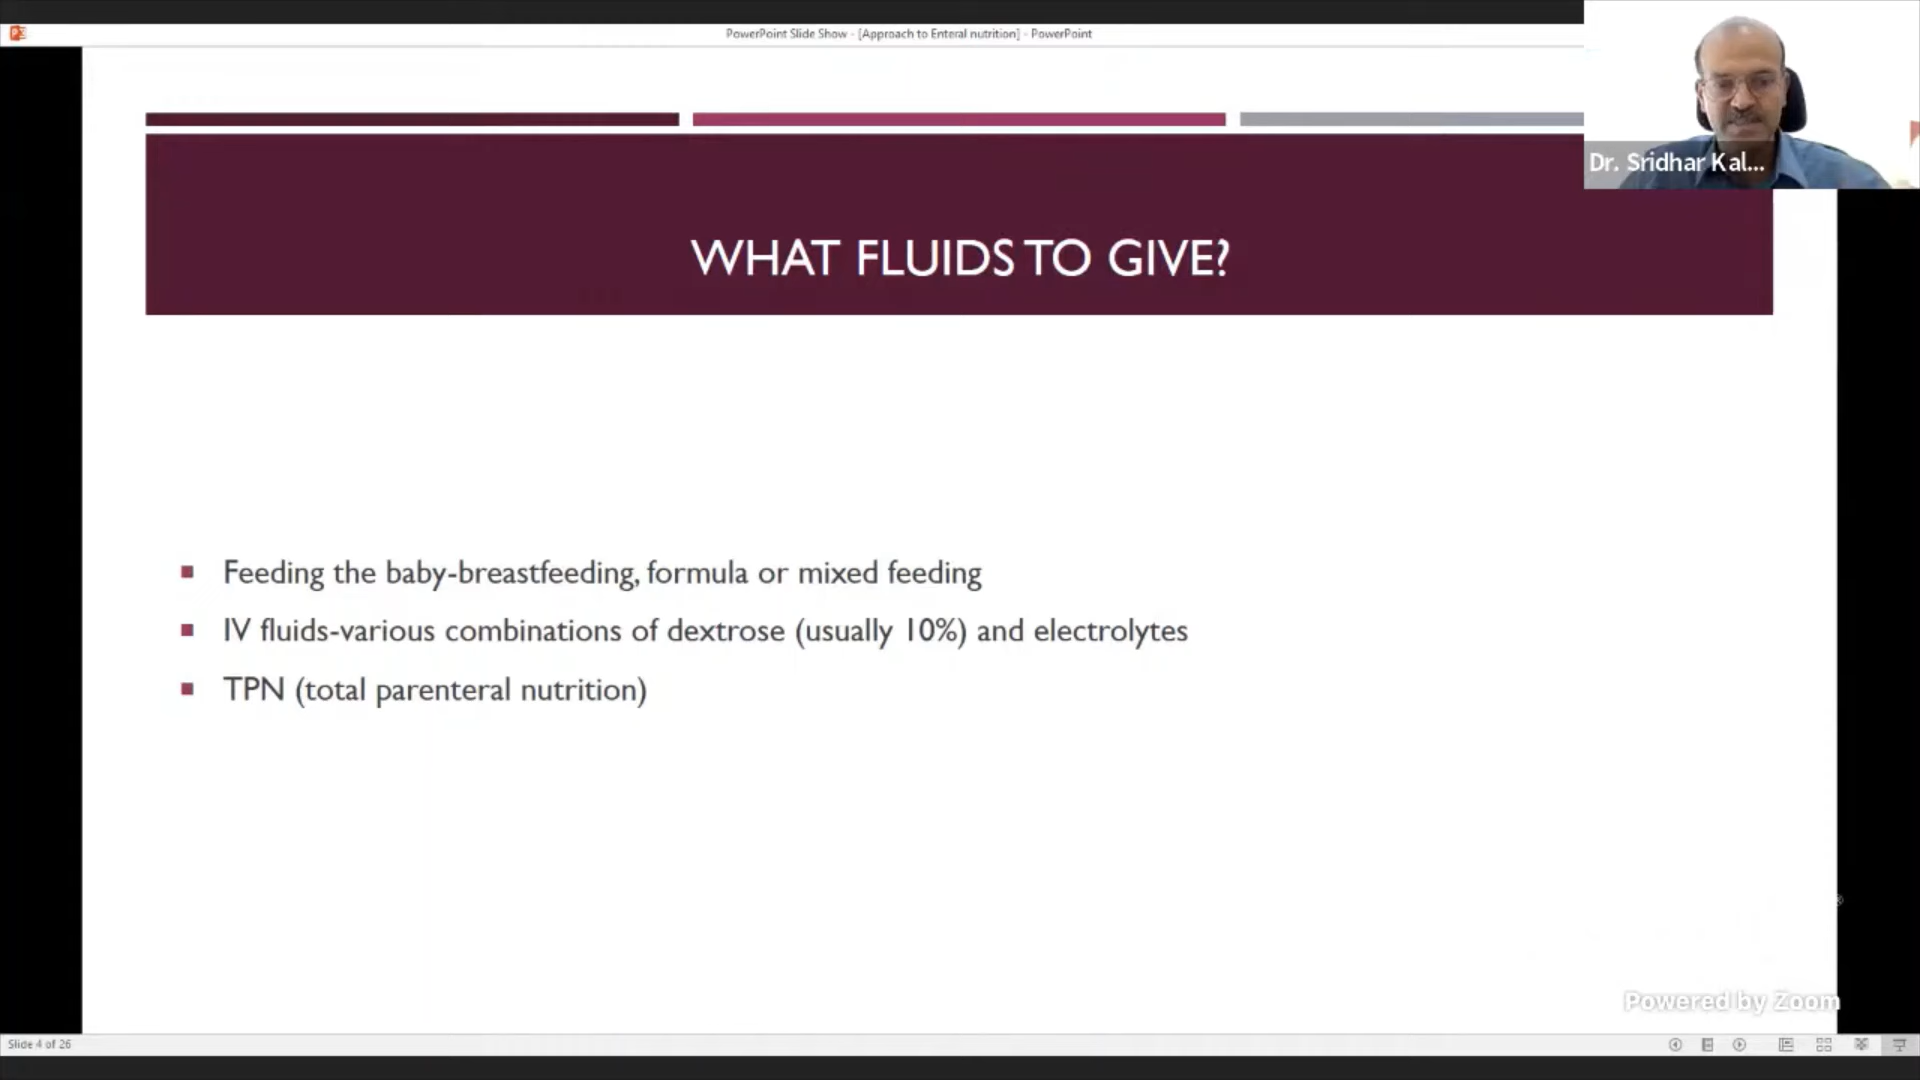 PowerPoint Slide Show - [Approach to Enteral nutrition] - PowerPoint
Dr. Sridhar Kal...
WHAT FLUIDS TO GIVE?
Feeding the baby-breastfeeding, formula or mixed feeding
IV fluids-various combinations of dextrose (usually 10%) and electrolytes
TPN (total parenteral nutrition)
Powered by Zoom
Slide 4 of 26